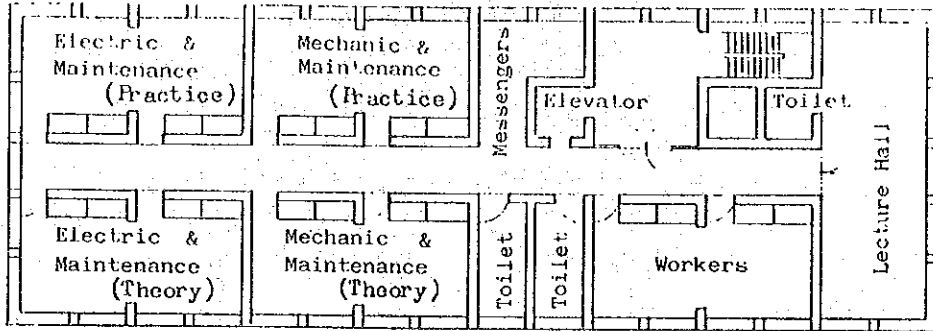 Electric &
Maintenance
(Practice)
Mechanic &
Maintenance
(Practice)
Messengers
Elevator
Toilet
Lecture Hall
Electric &
Maintenance
(Theory)
Mechanic &
Maintenance
(Theory)
Toilet
Toilet
Workers